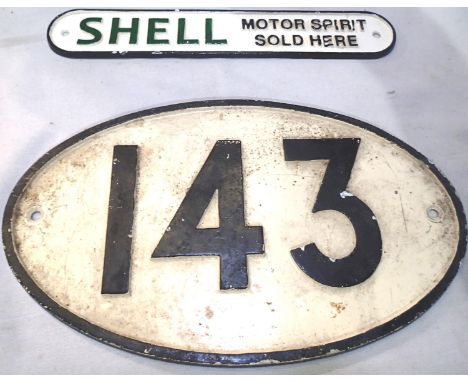 SHELL MOTOR SPIRIT
SOLD HERE
143